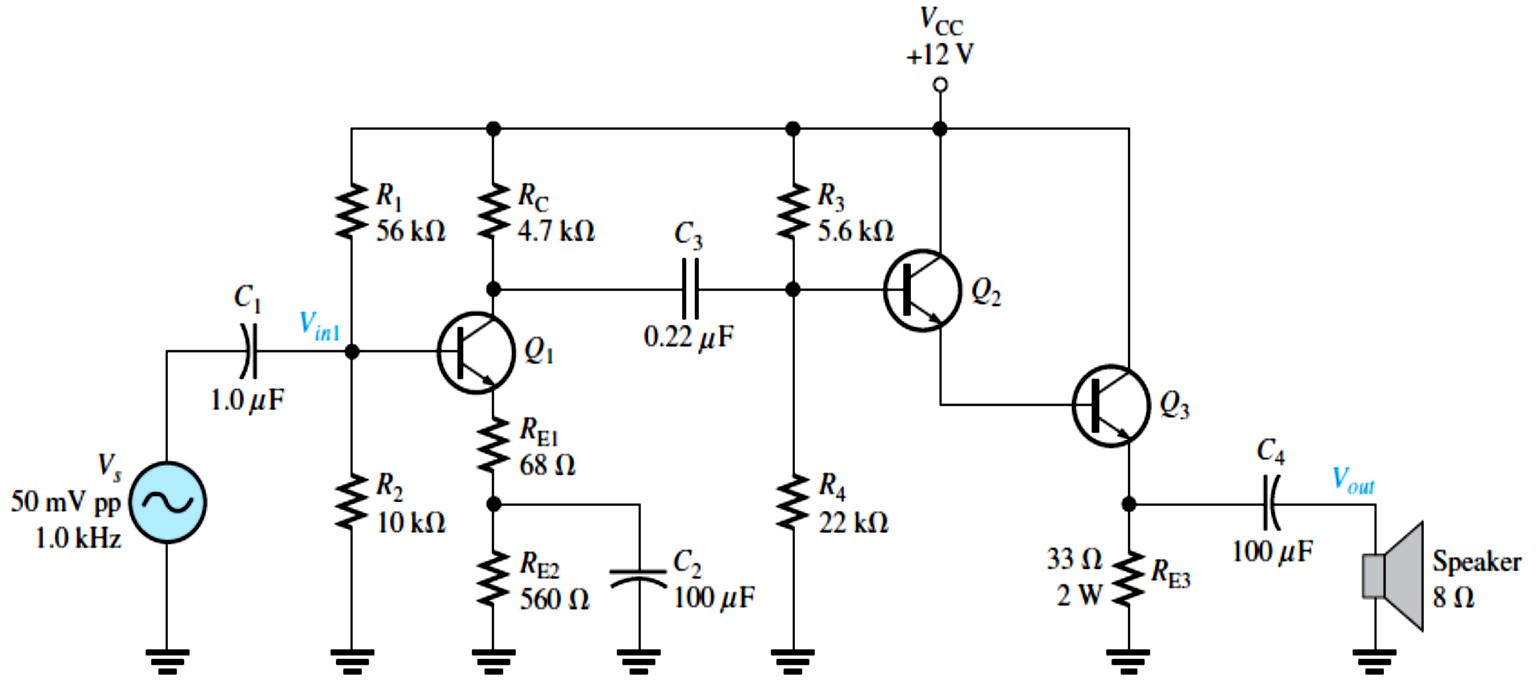 V_CC
+12 V
R_1
56 kΩ
R_C
4.7 kΩ
R_3
5.6 kΩ
C_3
0.22 μF
Q_2
C_1
1.0 μF
V_in1
Q_1
Q_3
R_E1
68 Ω
V_s
50 mV pp
1.0 kHz
R_2
10 kΩ
R_4
22 kΩ
C_4
100 μF
V_out
R_E2
560 Ω
C_2
100 μF
33 Ω
2 W
R_E3
Speaker
8 Ω